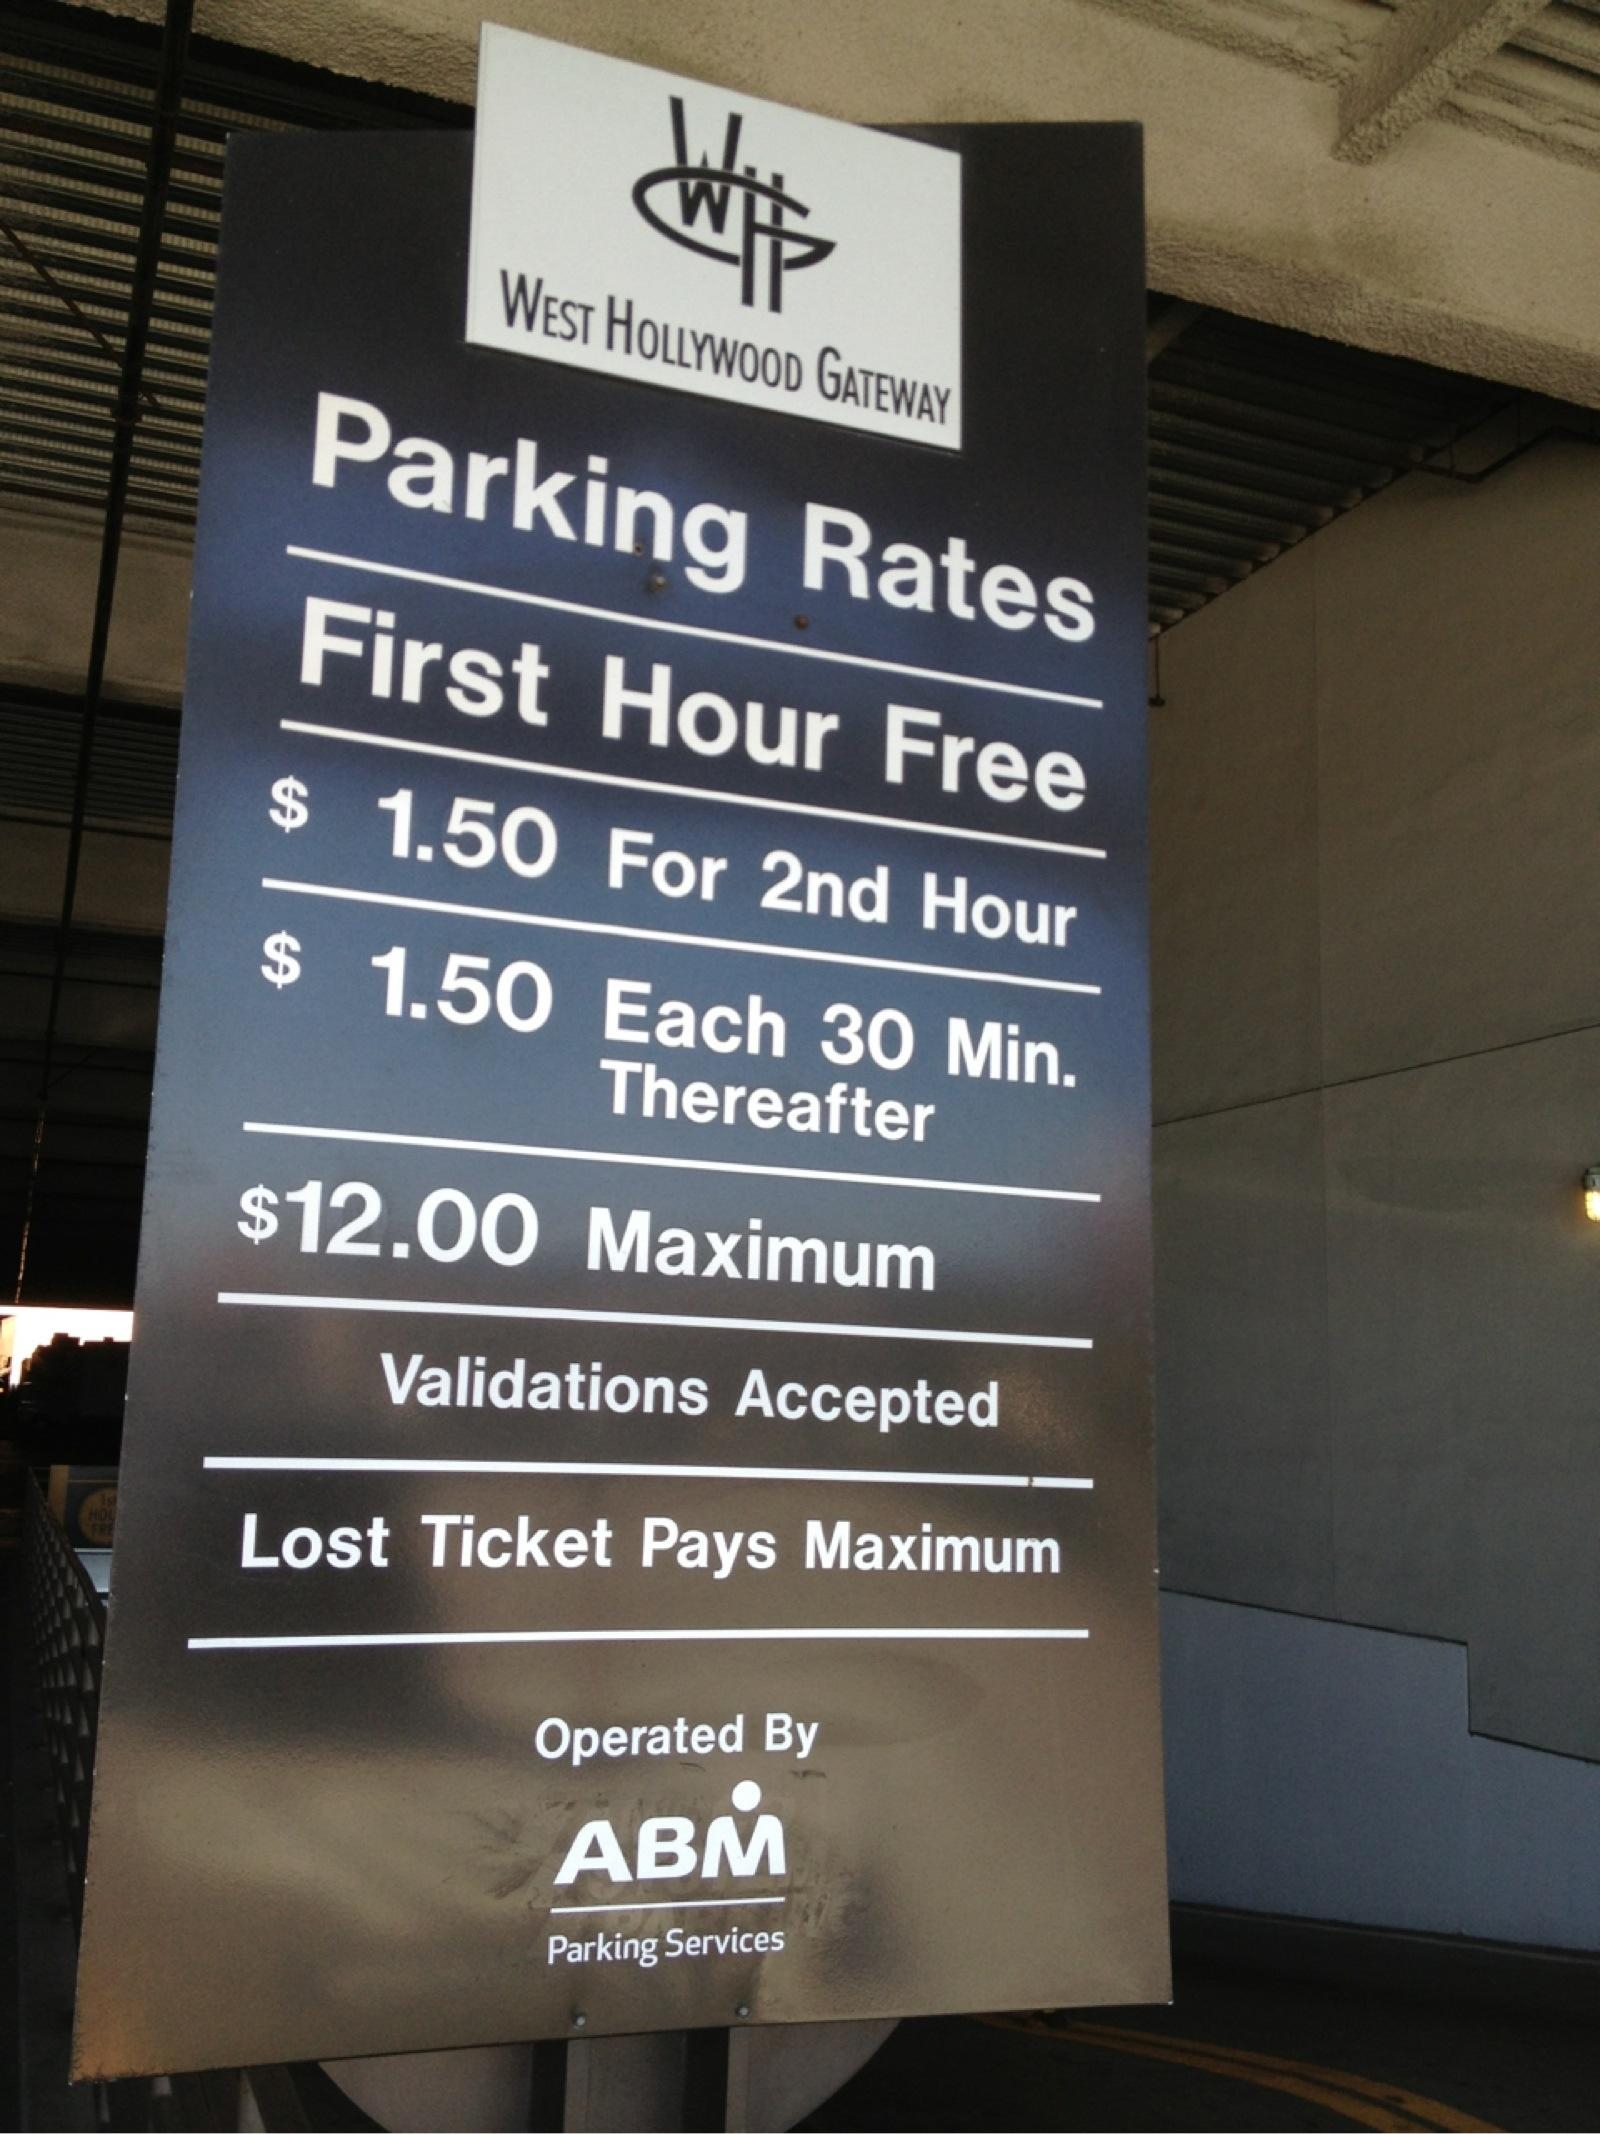 WGH
WEST HOLLYWOOD GATEWAY
Parking Rates
First Hour Free
$ 1.50 For 2nd Hour
$ 1.50 Each 30 Min.
Thereafter
$12.00 Maximum
Validations Accepted
Lost Ticket Pays Maximum
Operated By
ABM
Parking Services